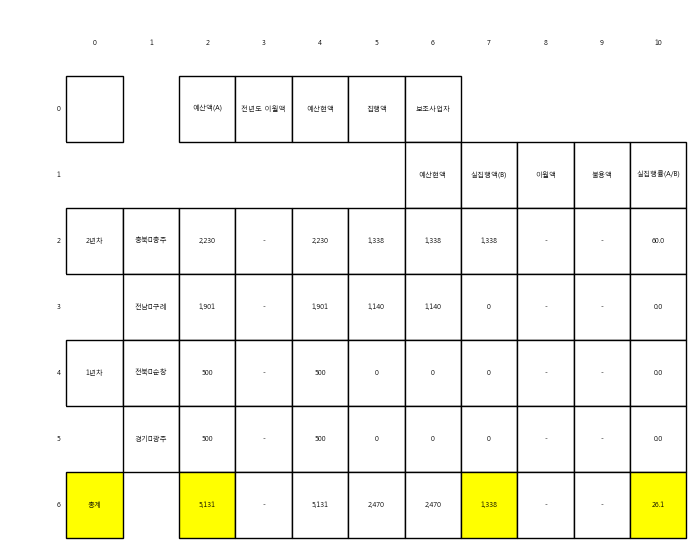 0 1 2 3 4 5 6 7 8 9 10
0 예산액(A) 전년도 이월액 예산현액 집행액 보조사업자
1 예산현액 실집행액(B) 이월액 불용액 실집행률(A/B)
2 2년차 충북□충주 2,230 - 2,230 1,338 1,338 1,338 - - 60.0
3 전남□구례 1,901 - 1,901 1,140 1,140 0 - - 0.0
4 1년차 전북□순창 500 - 500 0 0 0 - - 0.0
5 경기□양주 500 - 500 0 0 0 - - 0.0
6 총계 5,131 - 5,131 2,470 2,470 1,338 - - 26.1